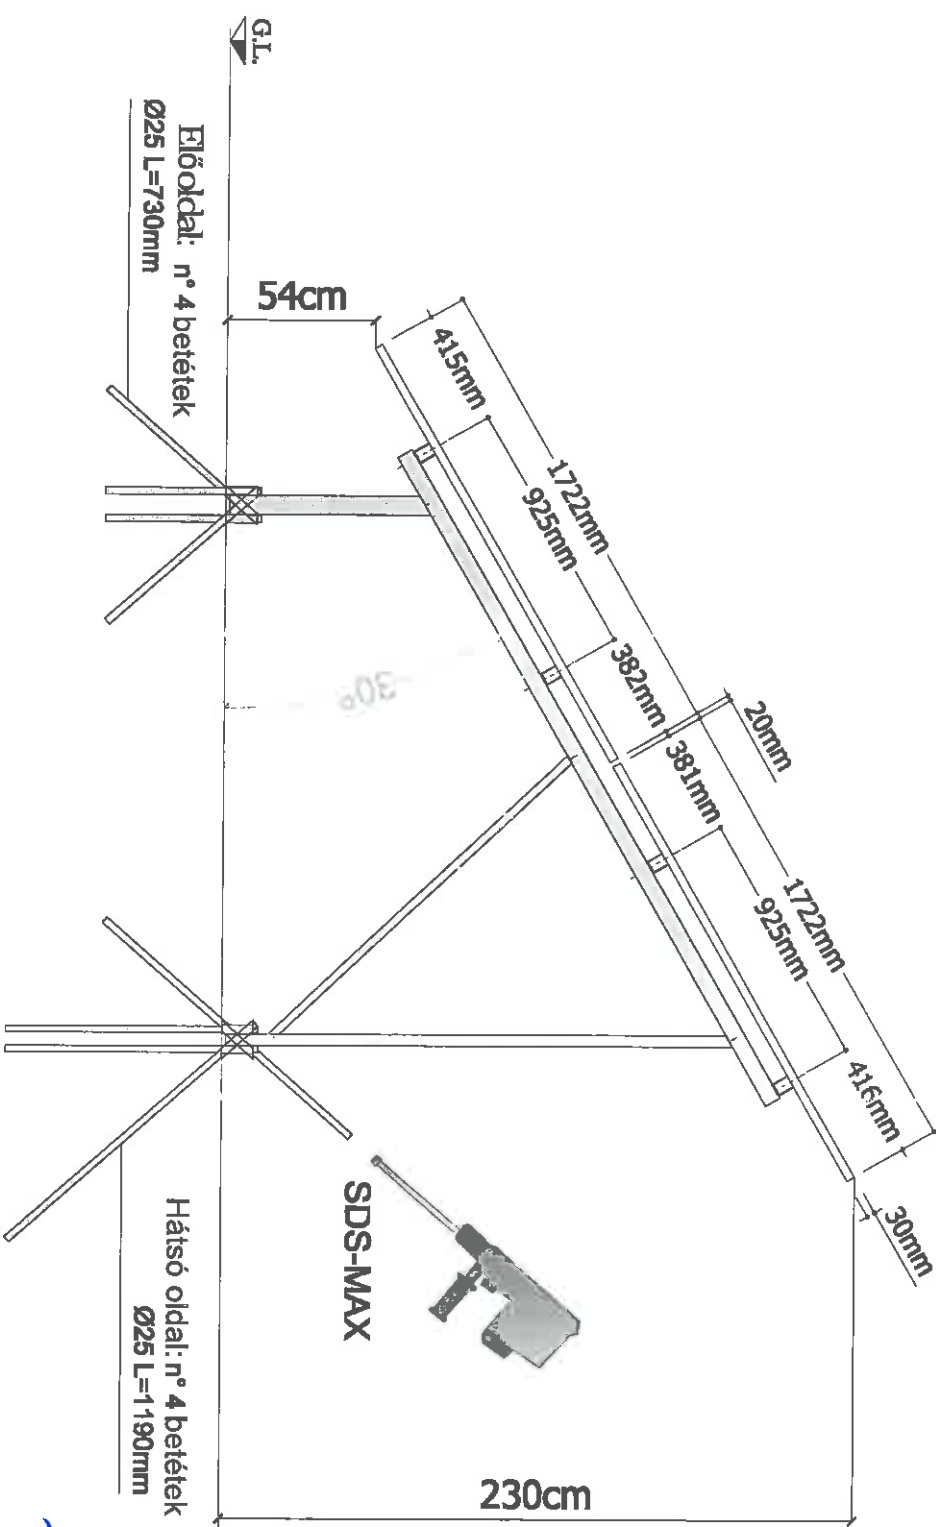 G.L.
Előoldal: n° 4 betétek
Ø25 L=730mm
54cm
415mm
1722mm
925mm
382mm
20mm
381mm
1722mm
925mm
416mm
30mm
30°
SDS-MAX
Hátsó oldal: n° 4 betétek
Ø25 L=1190mm
230cm